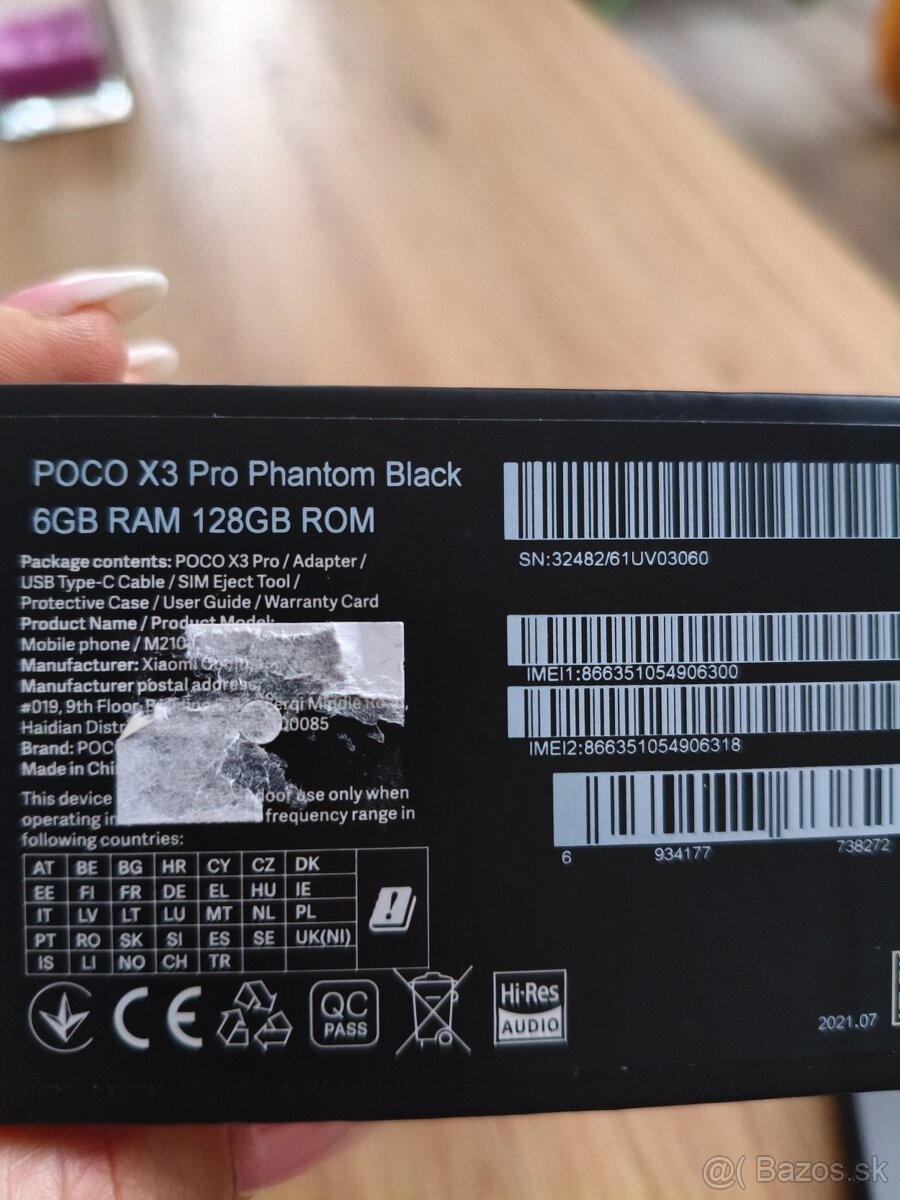 POCO X3 Pro Phantom Black
6GB RAM 128GB ROM
Package contents: POCO X3 Pro / Adapter /
USB Type-C Cable / SIM Eject Tool /
Protective Case / User Guide / Warranty Card
Product Name / Product Model:
Mobile phone / M210
Manufacturer: Xiaomi
Manufacturer postal address:
#019, 9th Floor, Middle
Haidian
Brand: POC
Made in Chi
This device use only when
operating in frequency range in
following countries:
AT BE BG HR CY CZ DK
EE FI FR DE EL HU IE
IT LV LT LU MT NL PL
PT RO SK SI ES SE UK(NI)
IS LI NO CH TR
CE
QC
PASS
Hi-Res
AUDIO
SN:32482/61UV03060
IMEI1:866351054906300
IMEI2:866351054906318
6 934177 738272
2021.07
@( Bazos.sk